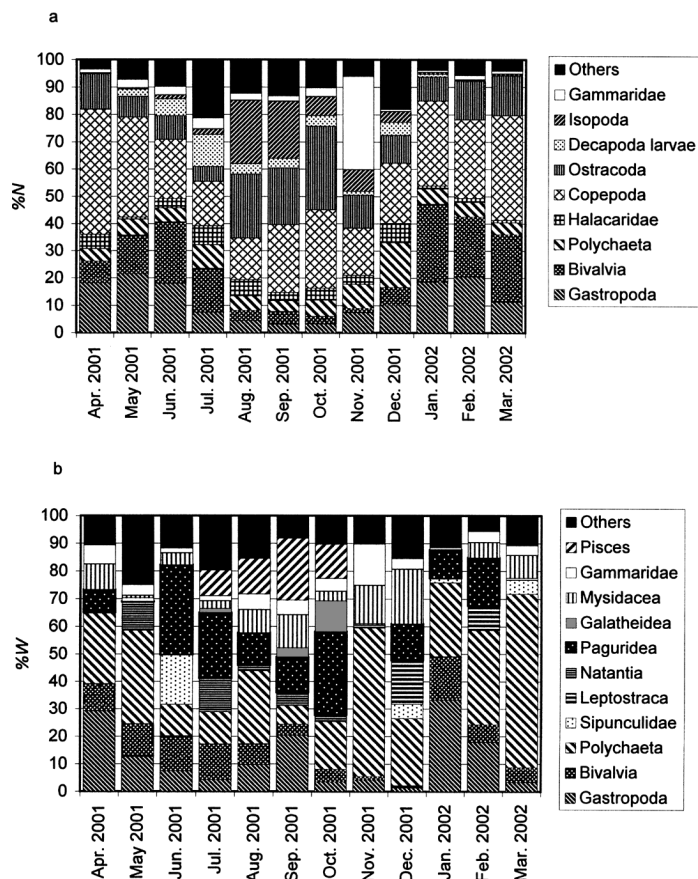 a
%N
100
90
80
70
60
50
40
30
20
10
0
Apr. 2001
May 2001
Jun. 2001
Jul. 2001
Aug. 2001
Sep. 2001
Oct. 2001
Nov. 2001
Dec. 2001
Jan. 2002
Feb. 2002
Mar. 2002
Others
Gammaridae
Isopoda
Decapoda larvae
Ostracoda
Copepoda
Halacaridae
Polychaeta
Bivalvia
Gastropoda
b
%W
100
90
80
70
60
50
40
30
20
10
0
Apr. 2001
May 2001
Jun. 2001
Jul. 2001
Aug. 2001
Sep. 2001
Oct. 2001
Nov. 2001
Dec. 2001
Jan. 2002
Feb. 2002
Mar. 2002
Others
Pisces
Gammaridae
Mysidacea
Galatheidea
Paguridea
Natantia
Leptostraca
Sipunculidae
Polychaeta
Bivalvia
Gastropoda